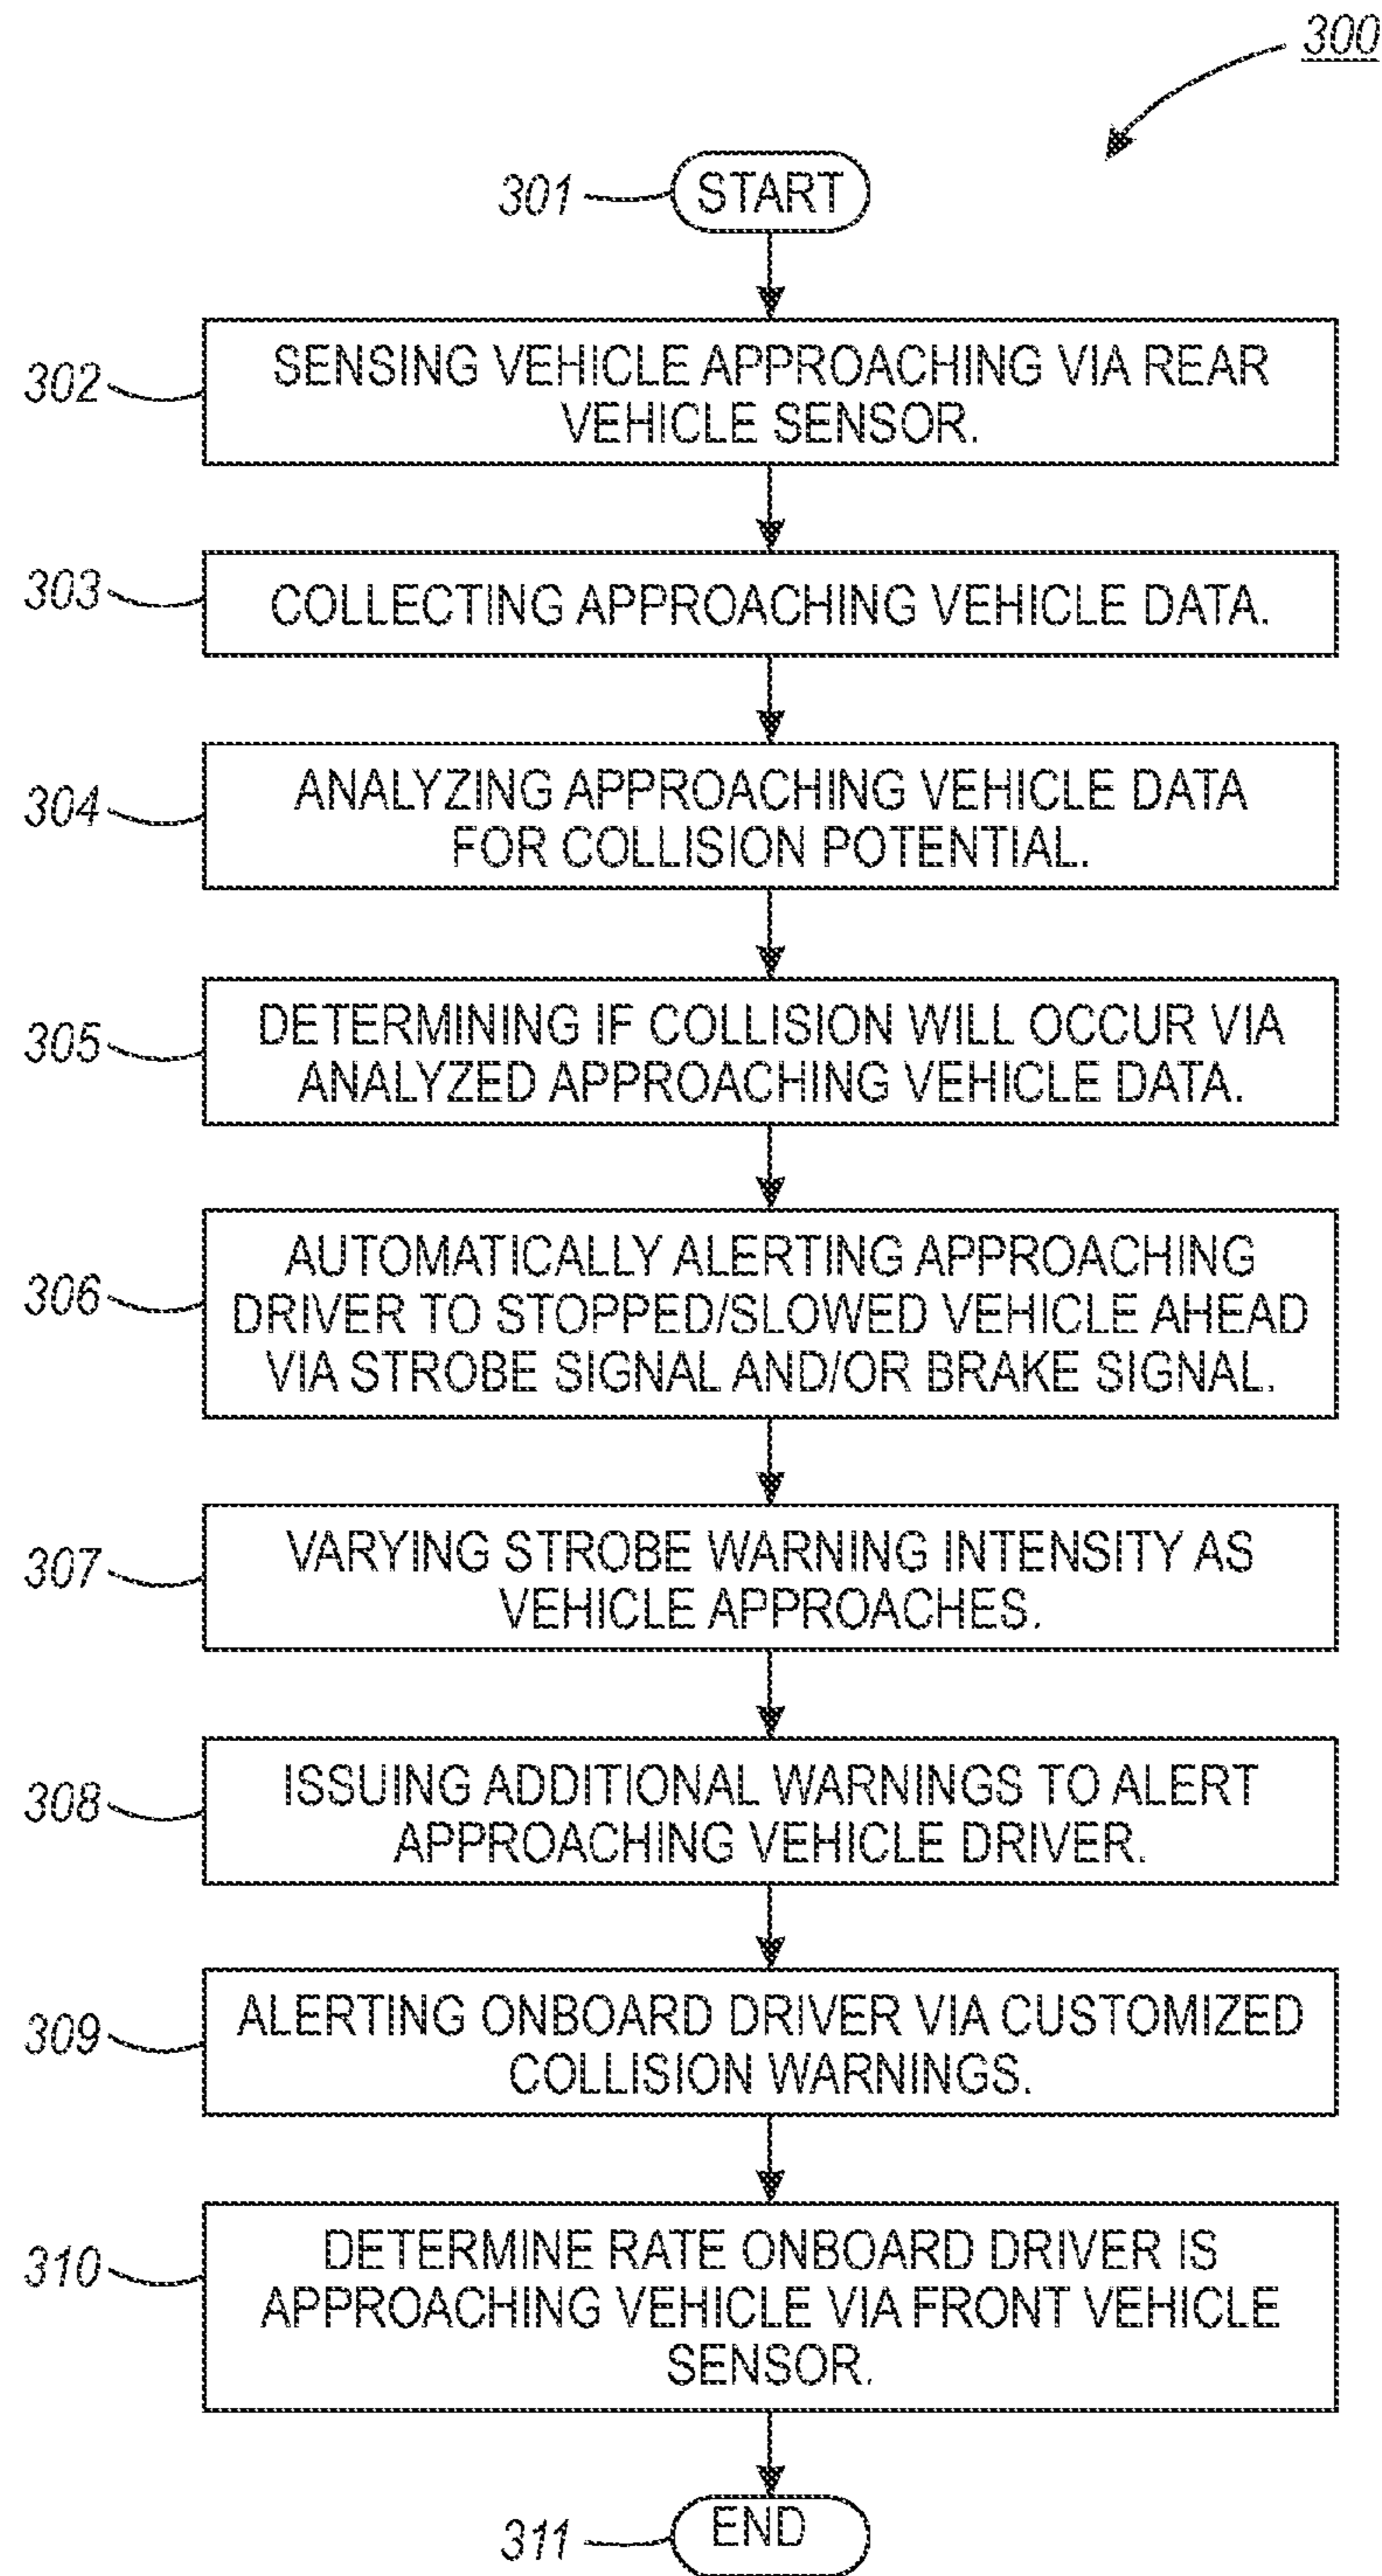 300
301
START
302
SENSING VEHICLE APPROACHING VIA REAR
VEHICLE SENSOR.
303
COLLECTING APPROACHING VEHICLE DATA.
304
ANALYZING APPROACHING VEHICLE DATA
FOR COLLISION POTENTIAL.
305
DETERMINING IF COLLISION WILL OCCUR VIA
ANALYZED APPROACHING VEHICLE DATA.
306
AUTOMATICALLY ALERTING APPROACHING
DRIVER TO STOPPED/SLOWED VEHICLE AHEAD
VIA STROBE SIGNAL AND/OR BRAKE SIGNAL.
307
VARYING STROBE WARNING INTENSITY AS
VEHICLE APPROACHES.
308
ISSUING ADDITIONAL WARNINGS TO ALERT
APPROACHING VEHICLE DRIVER.
309
ALERTING ONBOARD DRIVER VIA CUSTOMIZED
COLLISION WARNINGS.
310
DETERMINE RATE ONBOARD DRIVER IS
APPROACHING VEHICLE VIA FRONT VEHICLE
SENSOR.
311
END